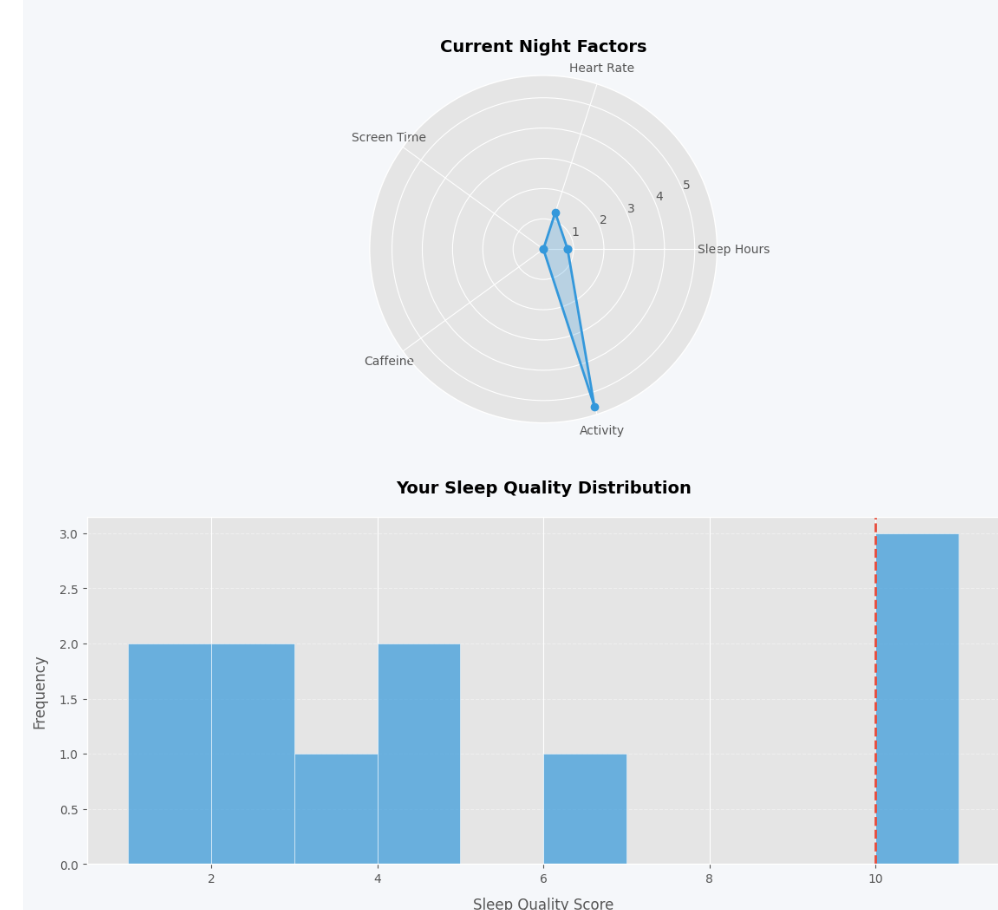 Current Night Factors
Heart Rate
Screen Time
5
4
3
2
1
Sleep Hours
Caffeine
Activity
Your Sleep Quality Distribution
3.0
2.5
2.0
1.5
1.0
0.5
0.0
Frequency
2 4 6 8 10
Sleep Quality Score